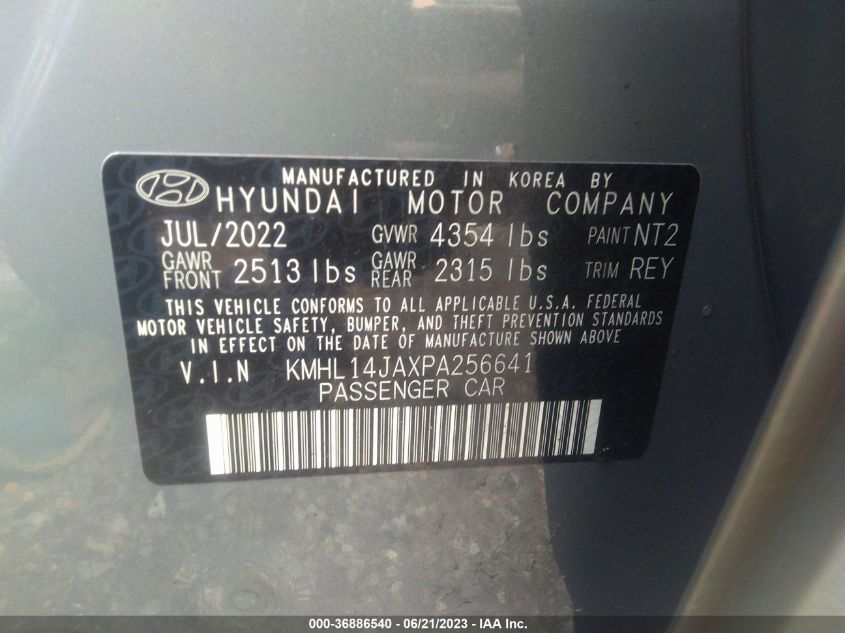 MANUFACTURED IN KOREA BY
HYUNDAI MOTOR COMPANY
JUL/2022 GVWR 4354 lbs PAINT NT2
GAWR FRONT 2513 lbs GAWR REAR 2315 lbs TRIM REY
THIS VEHICLE CONFORMS TO ALL APPLICABLE U.S.A. FEDERAL
MOTOR VEHICLE SAFETY, BUMPER, AND THEFT PREVENTION STANDARDS
IN EFFECT ON THE DATE OF MANUFACTURE SHOWN ABOVE
V.I.N KMHL14JAXPA256641
PASSENGER CAR
000-36886540 - 06/21/2023 - IAA Inc.